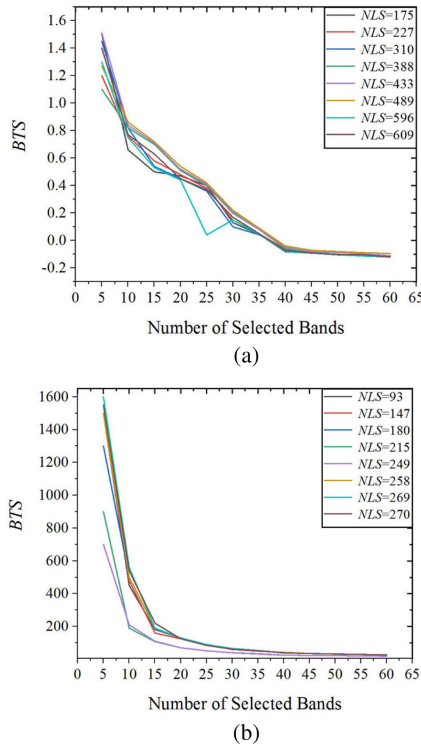 1.6
1.4
1.2
1.0
0.8
0.6
0.4
0.2
0.0
-0.2
BTS
NLS=175
NLS=227
NLS=310
NLS=388
NLS=433
NLS=489
NLS=596
NLS=609
0 5 10 15 20 25 30 35 40 45 50 55 60 65
Number of Selected Bands
(a)
1600
1400
1200
1000
800
600
400
200
BTS
NLS=93
NLS=147
NLS=180
NLS=215
NLS=249
NLS=258
NLS=269
NLS=270
0 5 10 15 20 25 30 35 40 45 50 55 60 65
Number of Selected Bands
(b)